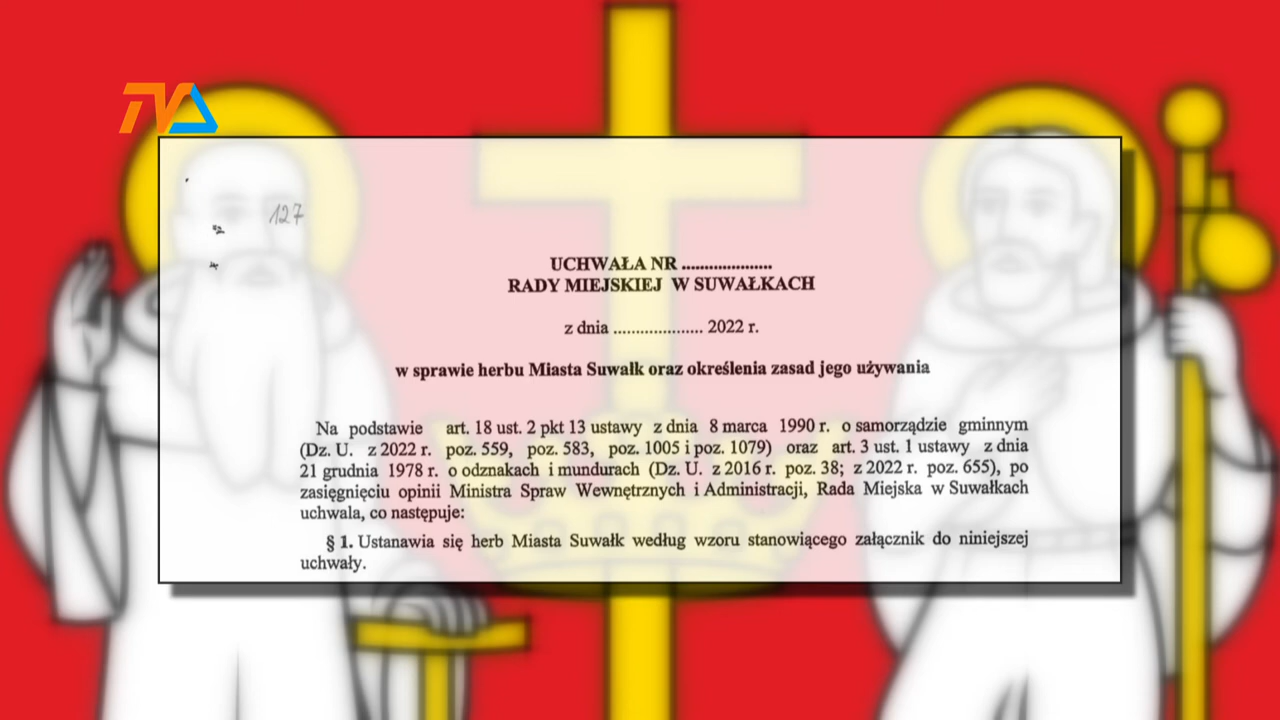 TVA
127
UCHWAŁA NR ....................
RADY MIEJSKIEJ W SUWAŁKACH
z dnia .................... 2022 r.
w sprawie herbu Miasta Suwałk oraz określenia zasad jego używania
Na podstawie art. 18 ust. 2 pkt 13 ustawy z dnia 8 marca 1990 r. o samorządzie gminnym
(Dz. U. z 2022 r. poz. 559, poz. 583, poz. 1005 i poz. 1079) oraz art. 3 ust. 1 ustawy z dnia
21 grudnia 1978 r. o odznakach i mundurach (Dz. U. z 2016 r. poz. 38; z 2022 r. poz. 655), po
zasięgnięciu opinii Ministra Spraw Wewnętrznych i Administracji, Rada Miejska w Suwałkach
uchwala, co następuje:
§ 1. Ustanawia się herb Miasta Suwałk według wzoru stanowiącego załącznik do niniejszej
uchwały.